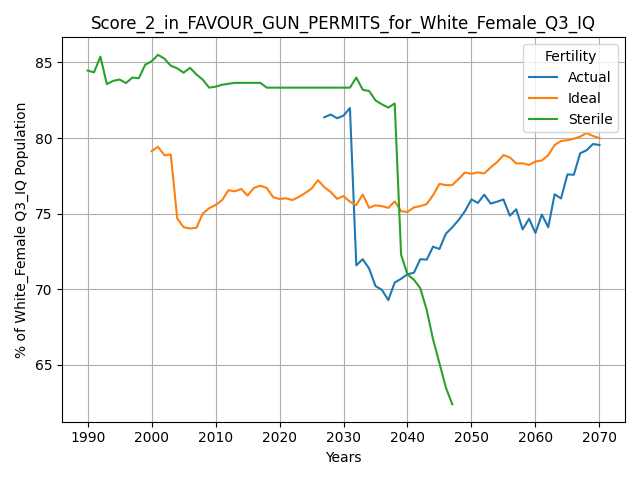 Score_2_in_FAVOUR_GUN_PERMITS_for_White_Female_Q3_IQ
% of White_Female Q3_IQ Population
85
80
75
70
65
Fertility
Actual
Ideal
Sterile
1990 2000 2010 2020 2030 2040 2050 2060 2070
Years